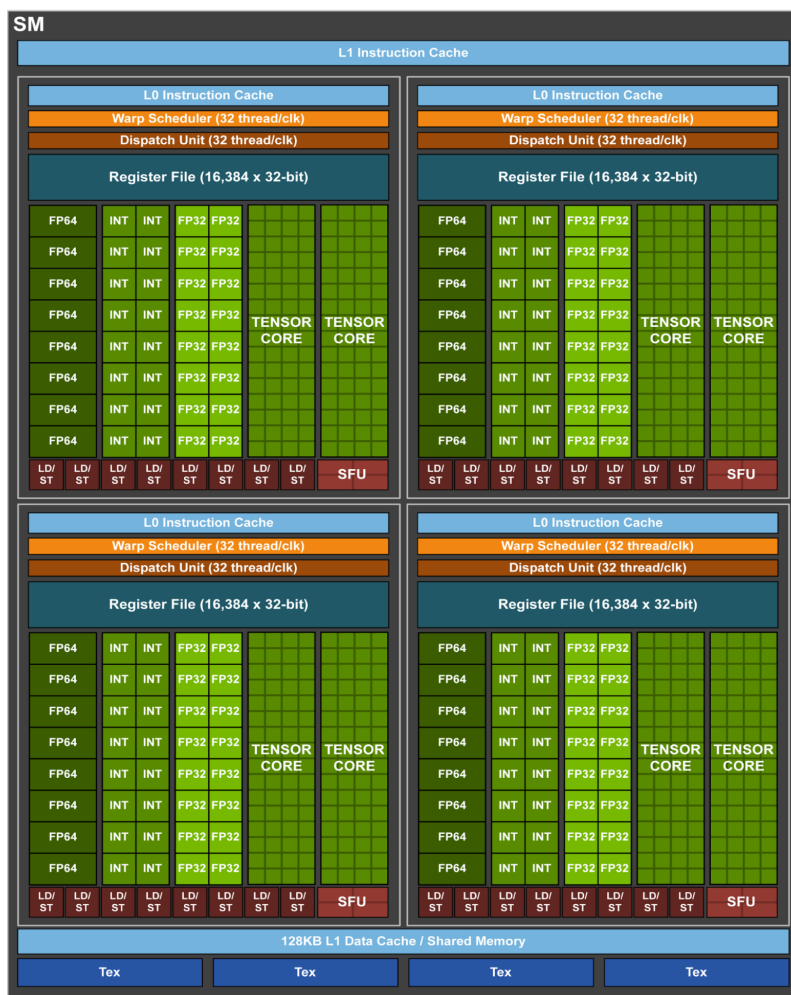 SM
L1 Instruction Cache
L0 Instruction Cache
Warp Scheduler (32 thread/clk)
Dispatch Unit (32 thread/clk)
Register File (16,384 x 32-bit)
FP64 INT INT FP32 FP32
FP64 INT INT FP32 FP32
FP64 INT INT FP32 FP32
FP64 INT INT FP32 FP32
TENSOR CORE TENSOR CORE
FP64 INT INT FP32 FP32
FP64 INT INT FP32 FP32
FP64 INT INT FP32 FP32
FP64 INT INT FP32 FP32
LD/ST LD/ST LD/ST LD/ST LD/ST LD/ST LD/ST LD/ST SFU
L0 Instruction Cache
Warp Scheduler (32 thread/clk)
Dispatch Unit (32 thread/clk)
Register File (16,384 x 32-bit)
FP64 INT INT FP32 FP32
FP64 INT INT FP32 FP32
FP64 INT INT FP32 FP32
FP64 INT INT FP32 FP32
TENSOR CORE TENSOR CORE
FP64 INT INT FP32 FP32
FP64 INT INT FP32 FP32
FP64 INT INT FP32 FP32
FP64 INT INT FP32 FP32
LD/ST LD/ST LD/ST LD/ST LD/ST LD/ST LD/ST LD/ST SFU
L0 Instruction Cache
Warp Scheduler (32 thread/clk)
Dispatch Unit (32 thread/clk)
Register File (16,384 x 32-bit)
FP64 INT INT FP32 FP32
FP64 INT INT FP32 FP32
FP64 INT INT FP32 FP32
FP64 INT INT FP32 FP32
TENSOR CORE TENSOR CORE
FP64 INT INT FP32 FP32
FP64 INT INT FP32 FP32
FP64 INT INT FP32 FP32
FP64 INT INT FP32 FP32
LD/ST LD/ST LD/ST LD/ST LD/ST LD/ST LD/ST LD/ST SFU
L0 Instruction Cache
Warp Scheduler (32 thread/clk)
Dispatch Unit (32 thread/clk)
Register File (16,384 x 32-bit)
FP64 INT INT FP32 FP32
FP64 INT INT FP32 FP32
FP64 INT INT FP32 FP32
FP64 INT INT FP32 FP32
TENSOR CORE TENSOR CORE
FP64 INT INT FP32 FP32
FP64 INT INT FP32 FP32
FP64 INT INT FP32 FP32
FP64 INT INT FP32 FP32
LD/ST LD/ST LD/ST LD/ST LD/ST LD/ST LD/ST LD/ST SFU
128KB L1 Data Cache / Shared Memory
Tex Tex Tex Tex